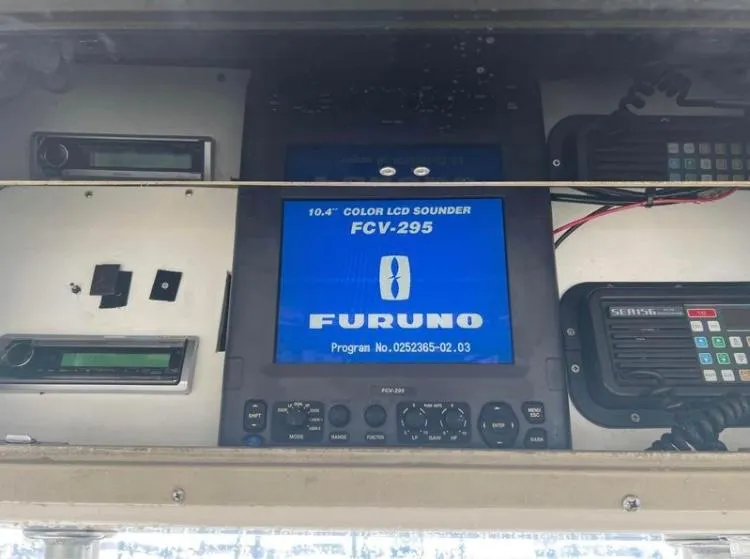 10.4" COLOR LCD SOUNDER
FCV-295
FURUNO
Program No.0252365-02.03
SEA156
FCV-295
SHIFT
MODE
RANGE
FUNCTION
LF
GAIN
HF
ENTER
MENU/
ESC
MARK